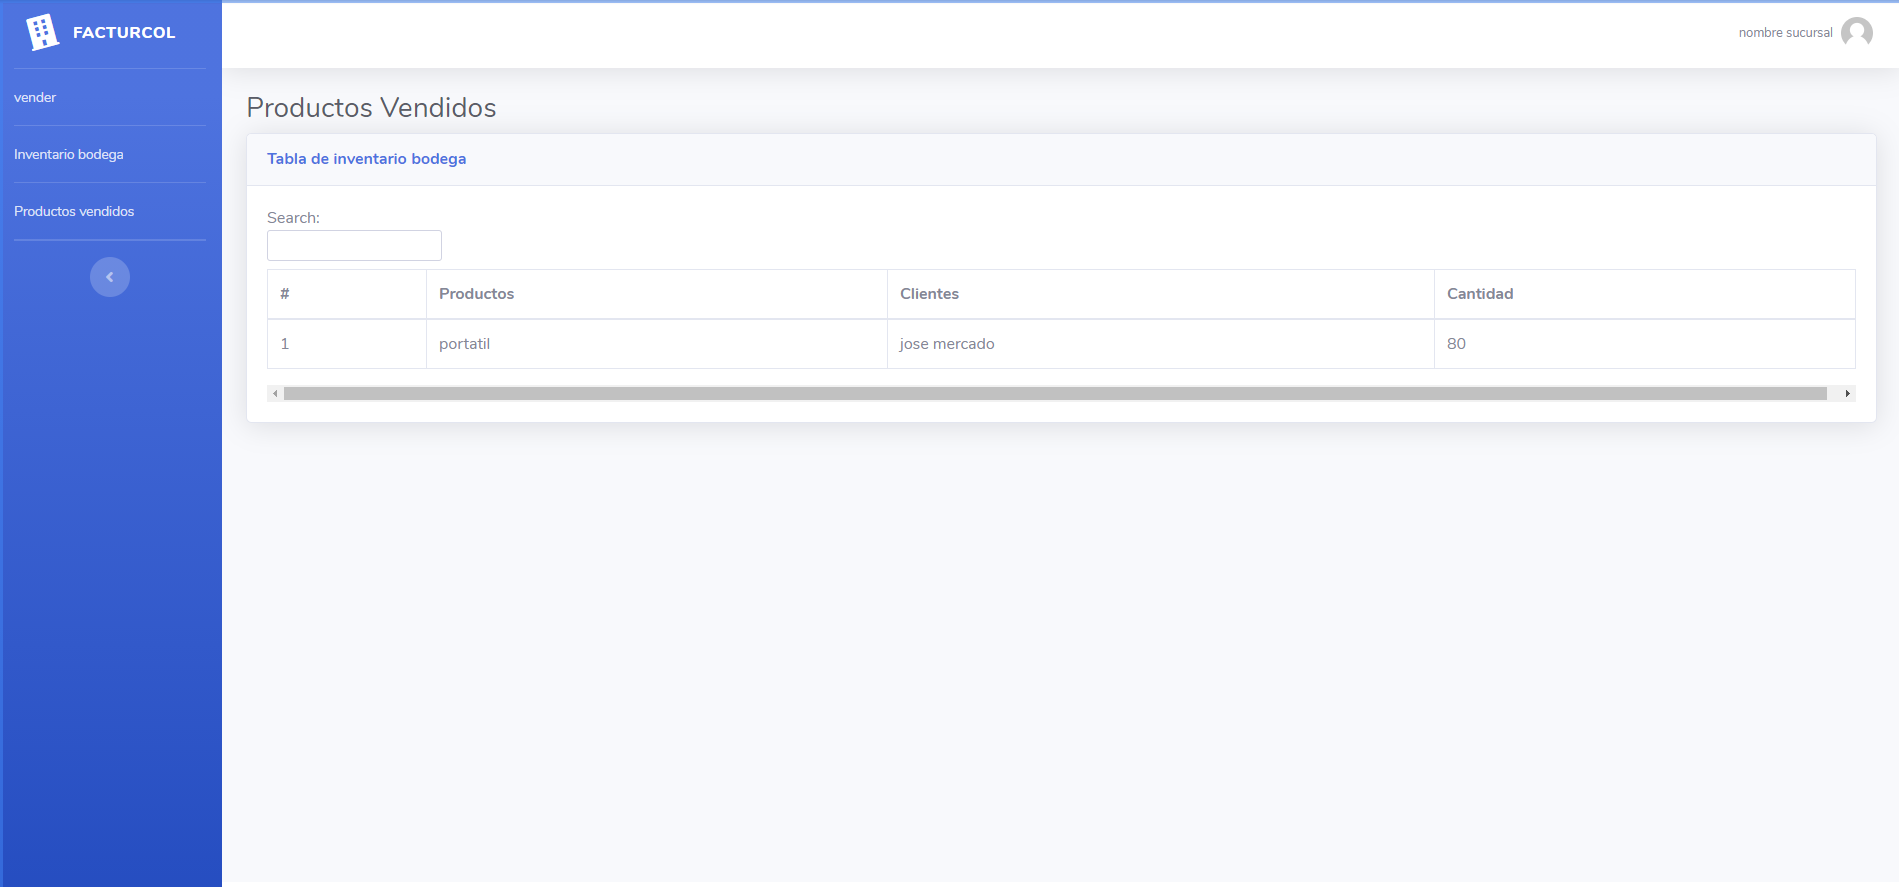 FACTURCOL
nombre sucursal
vender
Inventario bodega
Productos vendidos
Productos Vendidos
Tabla de inventario bodega
Search:
# Productos Clientes Cantidad
1 portatil jose mercado 80